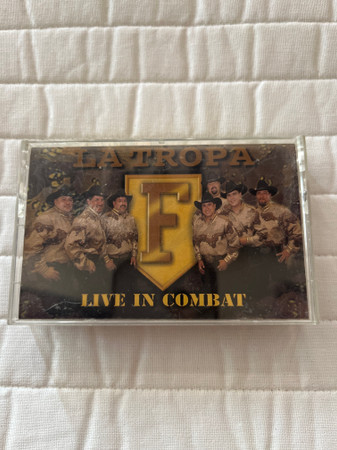 LA TROPA
F
LIVE IN COMBAT